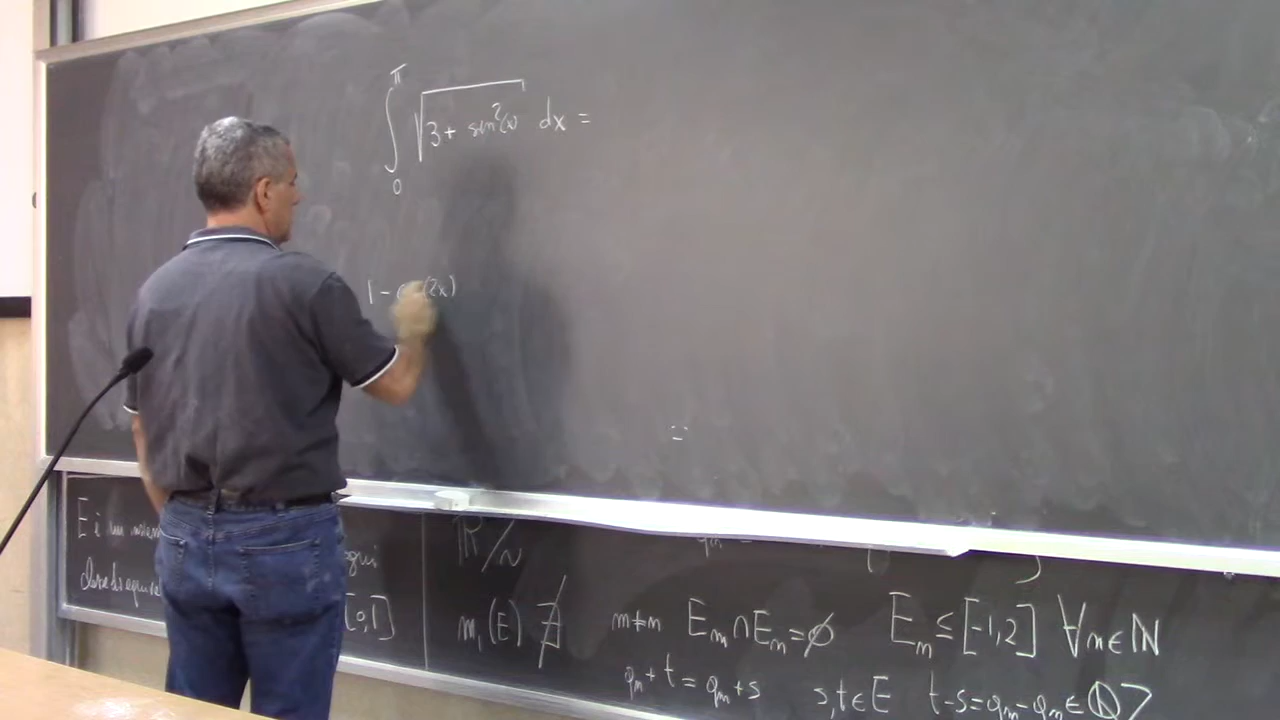 ∫₀^π √(3 + sin²(x)) dx =
1 - (2x)
=
E
R/~
[0,1]
m₁(E) ∄
m≠n Eₘ∩Eₙ=∅ Eₙ ⊆ [-1,2] ∀n∈N
qₙ+t = qₘ+s s,t∈E t-s=qₘ-qₙ∈Q